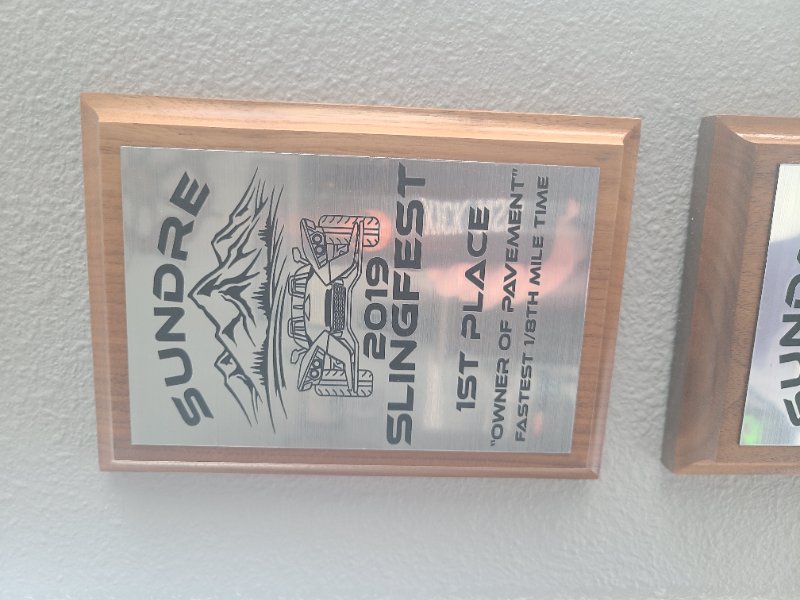 SUNDRE
2019
SLINGFEST
1ST PLACE
"OWNER OF PAVEMENT"
FASTEST 1/8TH MILE TIME